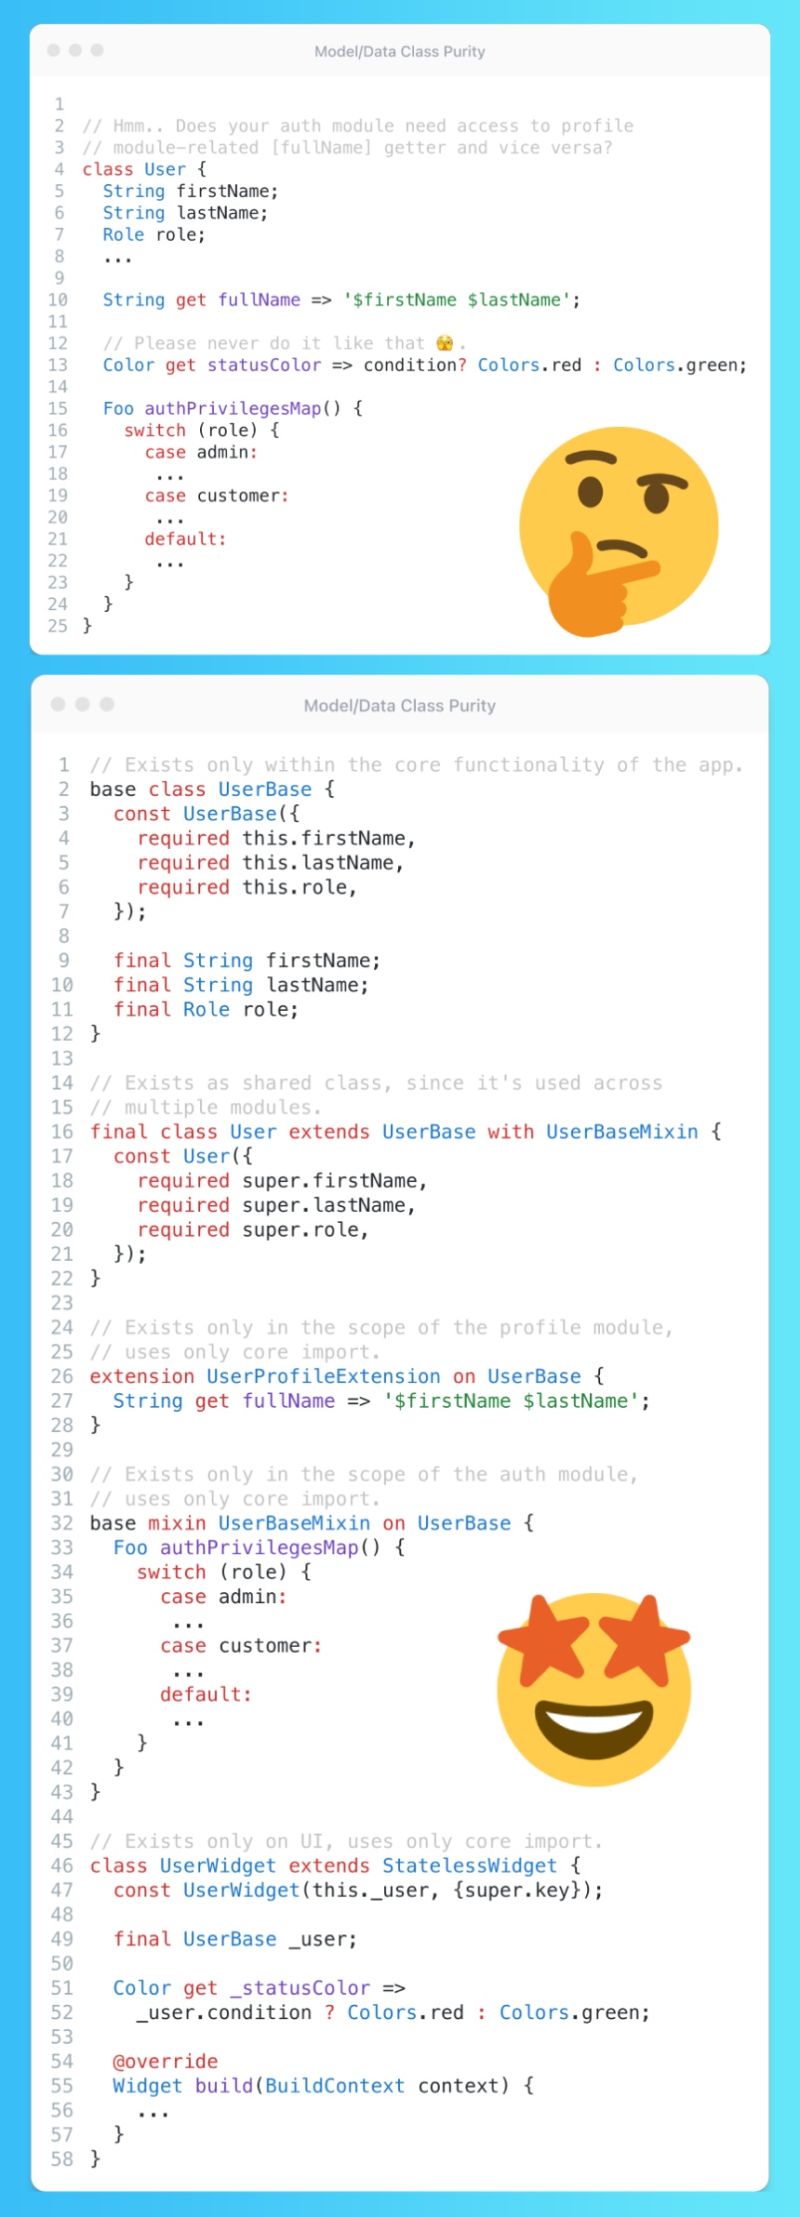 Model/Data Class Purity
1
2 // Hmm.. Does your auth module need access to profile
3 // module-related [fullName] getter and vice versa?
4 class User {
5   String firstName;
6   String lastName;
7   Role role;
8   ...
9
10   String get fullName => '$firstName $lastName';
11
12   // Please never do it like that 🫣.
13   Color get statusColor => condition? Colors.red : Colors.green;
14
15   Foo authPrivilegesMap() {
16     switch (role) {
17       case admin:
18        ...
19       case customer:
20        ...
21       default:
22        ...
23     }
24   }
25 }
Model/Data Class Purity
1 // Exists only within the core functionality of the app.
2 base class UserBase {
3   const UserBase({
4     required this.firstName,
5     required this.lastName,
6     required this.role,
7   });
8
9   final String firstName;
10   final String lastName;
11   final Role role;
12 }
13
14 // Exists as shared class, since it's used across
15 // multiple modules.
16 final class User extends UserBase with UserBaseMixin {
17   const User({
18     required super.firstName,
19     required super.lastName,
20     required super.role,
21   });
22 }
23
24 // Exists only in the scope of the profile module,
25 // uses only core import.
26 extension UserProfileExtension on UserBase {
27   String get fullName => '$firstName $lastName';
28 }
29
30 // Exists only in the scope of the auth module,
31 // uses only core import.
32 base mixin UserBaseMixin on UserBase {
33   Foo authPrivilegesMap() {
34     switch (role) {
35       case admin:
36        ...
37       case customer:
38        ...
39       default:
40        ...
41     }
42   }
43 }
44
45 // Exists only on UI, uses only core import.
46 class UserWidget extends StatelessWidget {
47   const UserWidget(this._user, {super.key});
48
49   final UserBase _user;
50
51   Color get _statusColor =>
52     _user.condition ? Colors.red : Colors.green;
53
54   @override
55   Widget build(BuildContext context) {
56     ...
57   }
58 }